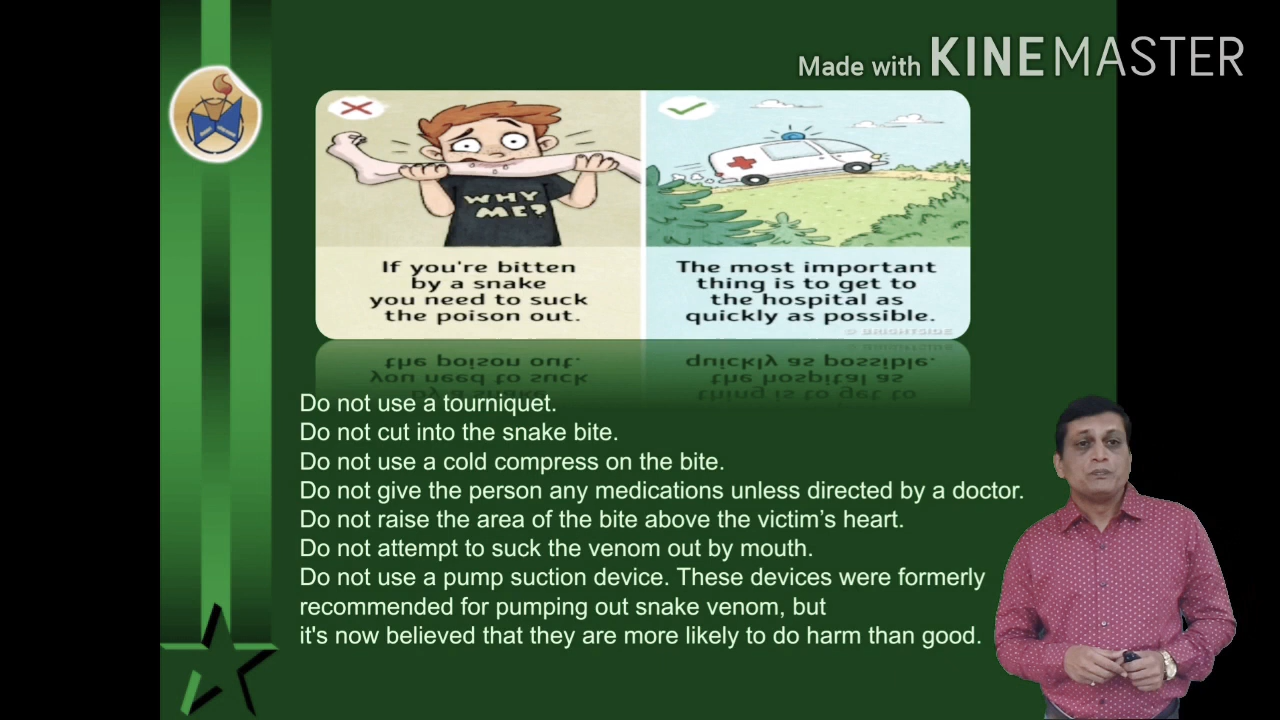 Made with KINEMASTER
WHY
ME?
If you're bitten
by a snake
you need to suck
the poison out.
The most important
thing is to get to
the hospital as
quickly as possible.
© BRIGHTSIDE
Do not use a tourniquet.
Do not cut into the snake bite.
Do not use a cold compress on the bite.
Do not give the person any medications unless directed by a doctor.
Do not raise the area of the bite above the victim’s heart.
Do not attempt to suck the venom out by mouth.
Do not use a pump suction device. These devices were formerly
recommended for pumping out snake venom, but
it's now believed that they are more likely to do harm than good.